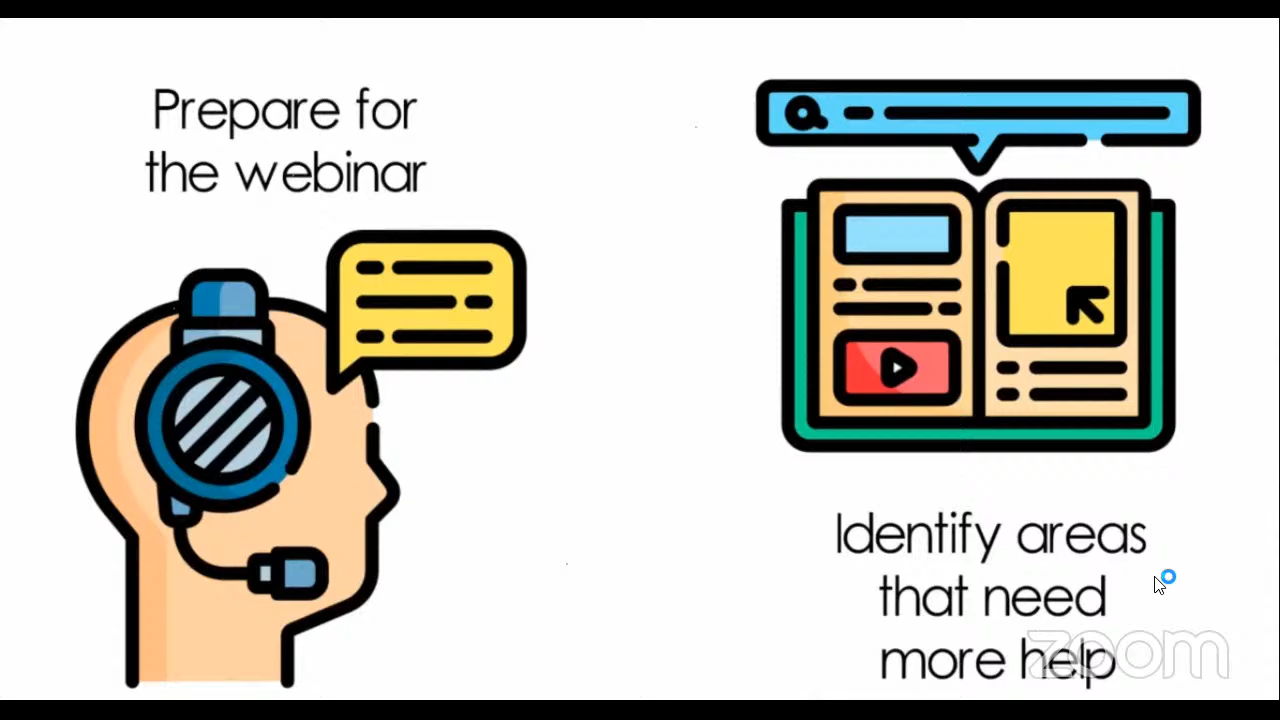 Prepare for
the webinar
Identify areas
that need
more help
zoom